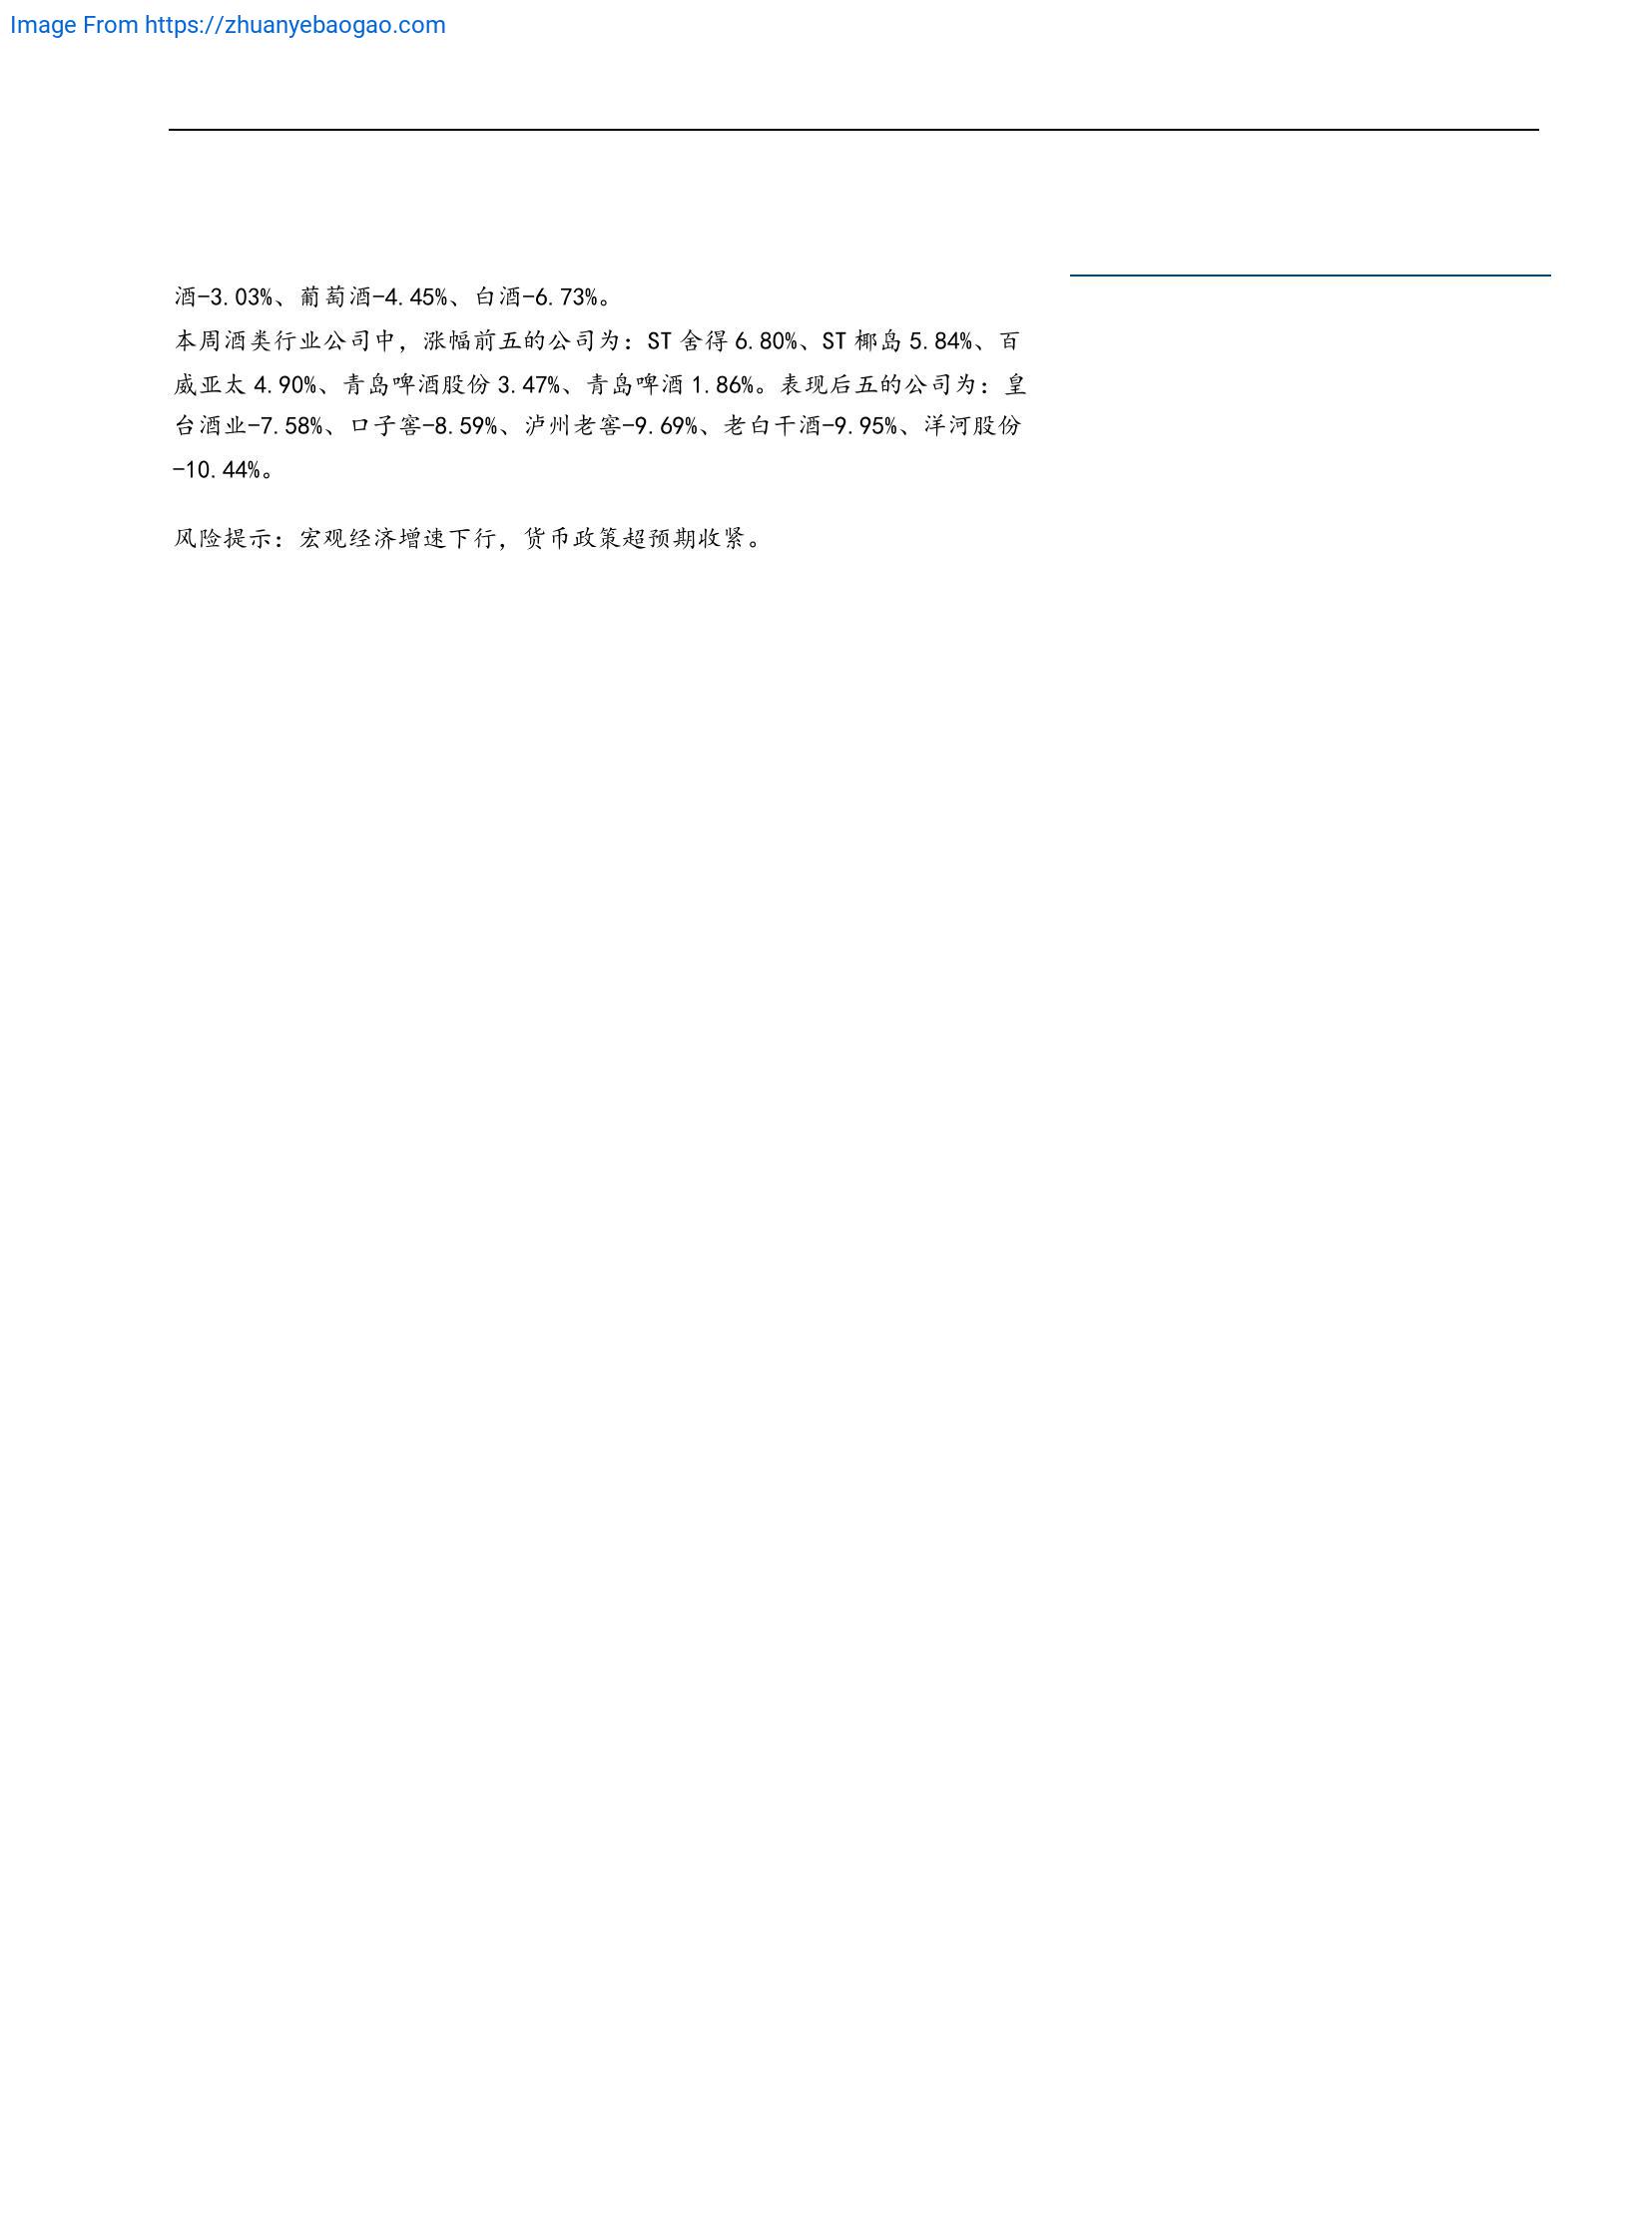 Image From https://zhuanyebaogao.com
酒-3.03%、葡萄酒-4.45%、白酒-6.73%。
本周酒类行业公司中，涨幅前五的公司为：ST 舍得 6.80%、ST 椰岛 5.84%、百
威亚太 4.90%、青岛啤酒股份 3.47%、青岛啤酒 1.86%。表现后五的公司为：皇
台酒业-7.58%、口子窖-8.59%、泸州老窖-9.69%、老白干酒-9.95%、洋河股份
-10.44%。
风险提示：宏观经济增速下行，货币政策超预期收紧。